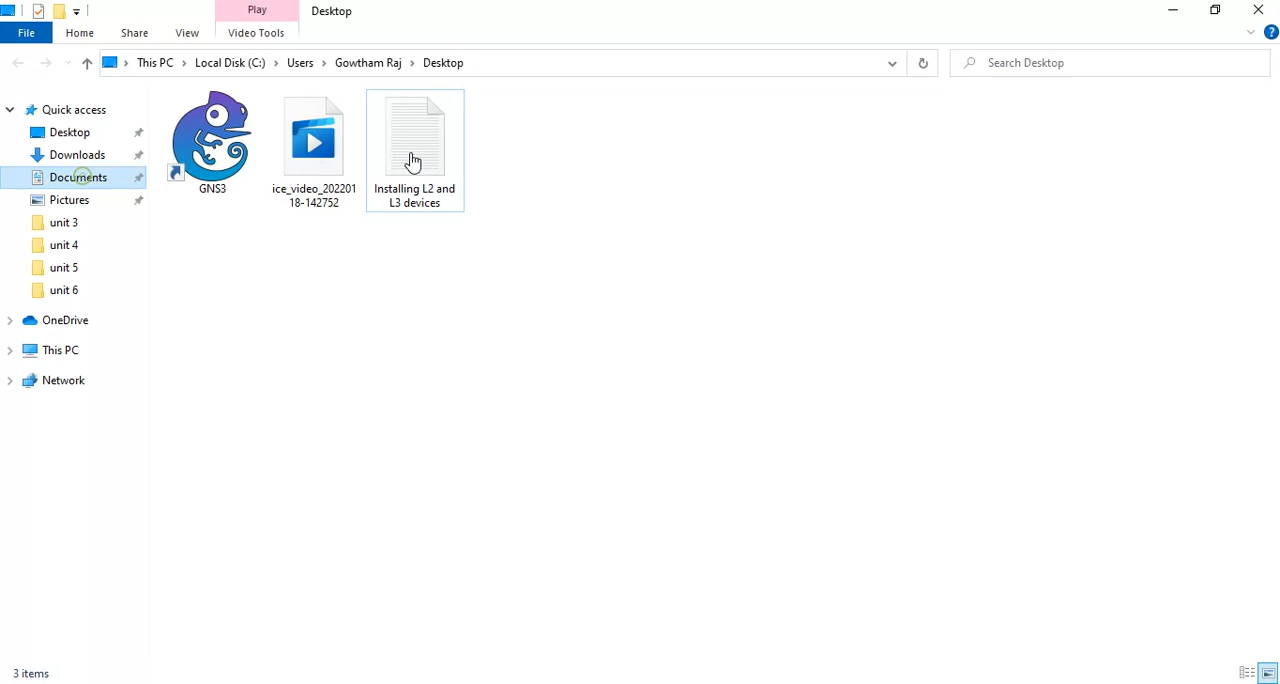 Play
Desktop
File
Home
Share
View
Video Tools
This PC
Local Disk (C:)
Users
Gowtham Raj
Desktop
Search Desktop
Quick access
Desktop
Downloads
Documents
Pictures
unit 3
unit 4
unit 5
unit 6
OneDrive
This PC
Network
GNS3
ice_video_202201
18-142752
Installing L2 and
L3 devices
3 items